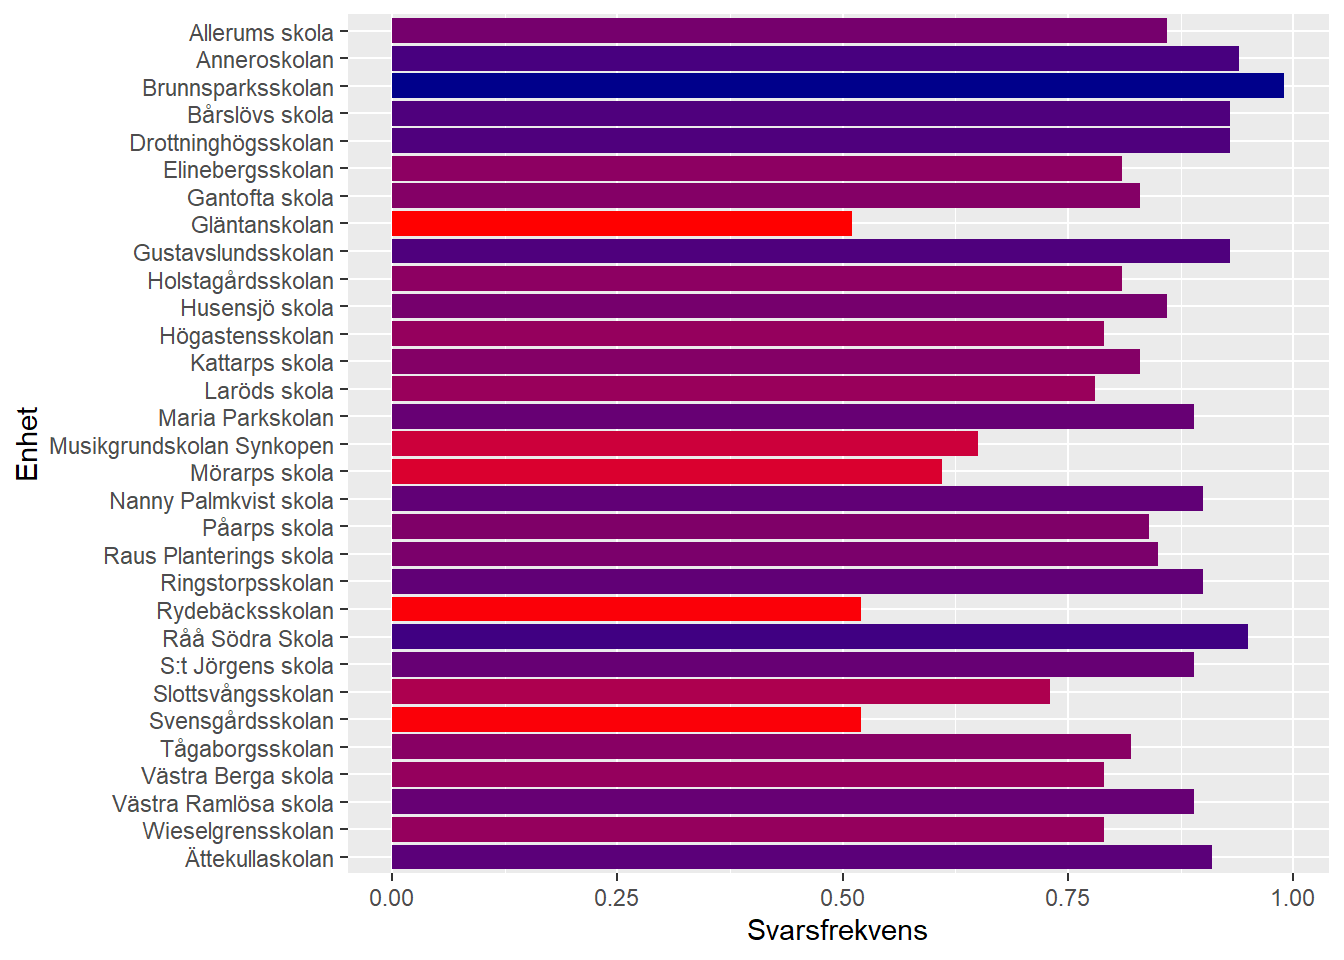 Allerums skola
Anneroskolan
Brunnsparksskolan
Bårslövs skola
Drottninghögsskolan
Elinebergsskolan
Gantofta skola
Gläntanskolan
Gustavslundsskolan
Holstagårdsskolan
Husensjö skola
Högastensskolan
Kattarps skola
Laröds skola
Maria Parkskolan
Musikgrundskolan Synkopen
Mörarps skola
Nanny Palmkvist skola
Påarps skola
Raus Planterings skola
Ringstorpsskolan
Rydebäcksskolan
Råå Södra Skola
S:t Jörgens skola
Slottsvångsskolan
Svensgårdsskolan
Tågaborgsskolan
Västra Berga skola
Västra Ramlösa skola
Wieselgrensskolan
Ättekullaskolan
Enhet
0.00 0.25 0.50 0.75 1.00
Svarsfrekvens